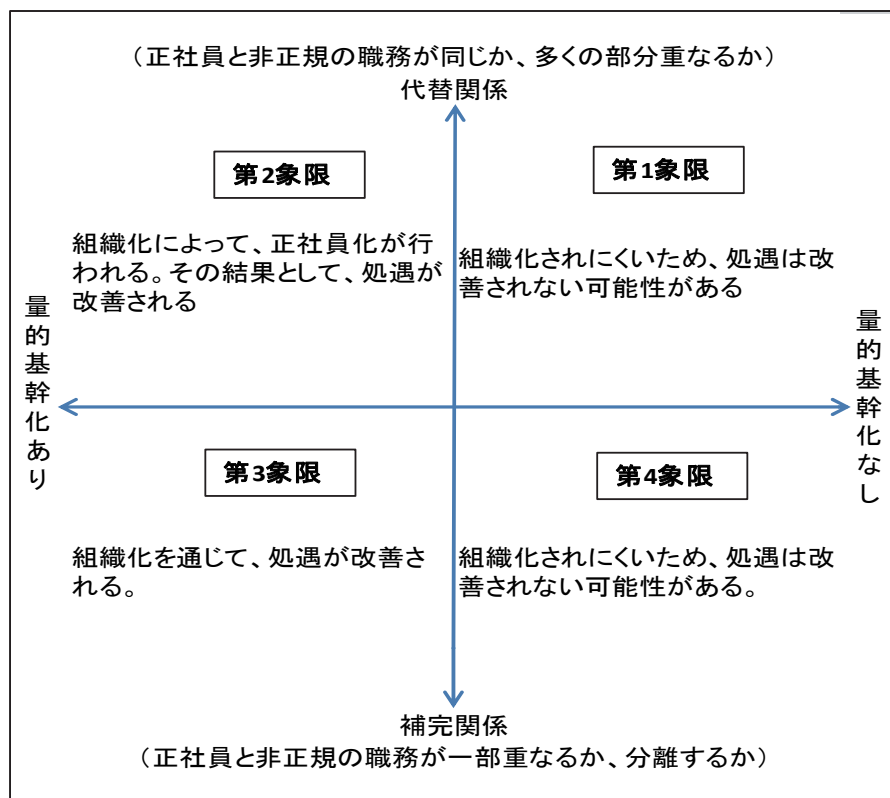 （正社員と非正規の職務が同じか、多くの部分重なるか）
代替関係
第2象限
第1象限
組織化によって、正社員化が行
われる。その結果として、処遇が
改善される
組織化されにくいため、処遇は改
善されない可能性がある
量的基幹化あり
量的基幹化なし
第3象限
第4象限
組織化を通じて、処遇が改善さ
れる。
組織化されにくいため、処遇は改
善されない可能性がある。
補完関係
（正社員と非正規の職務が一部重なるか、分離するか）